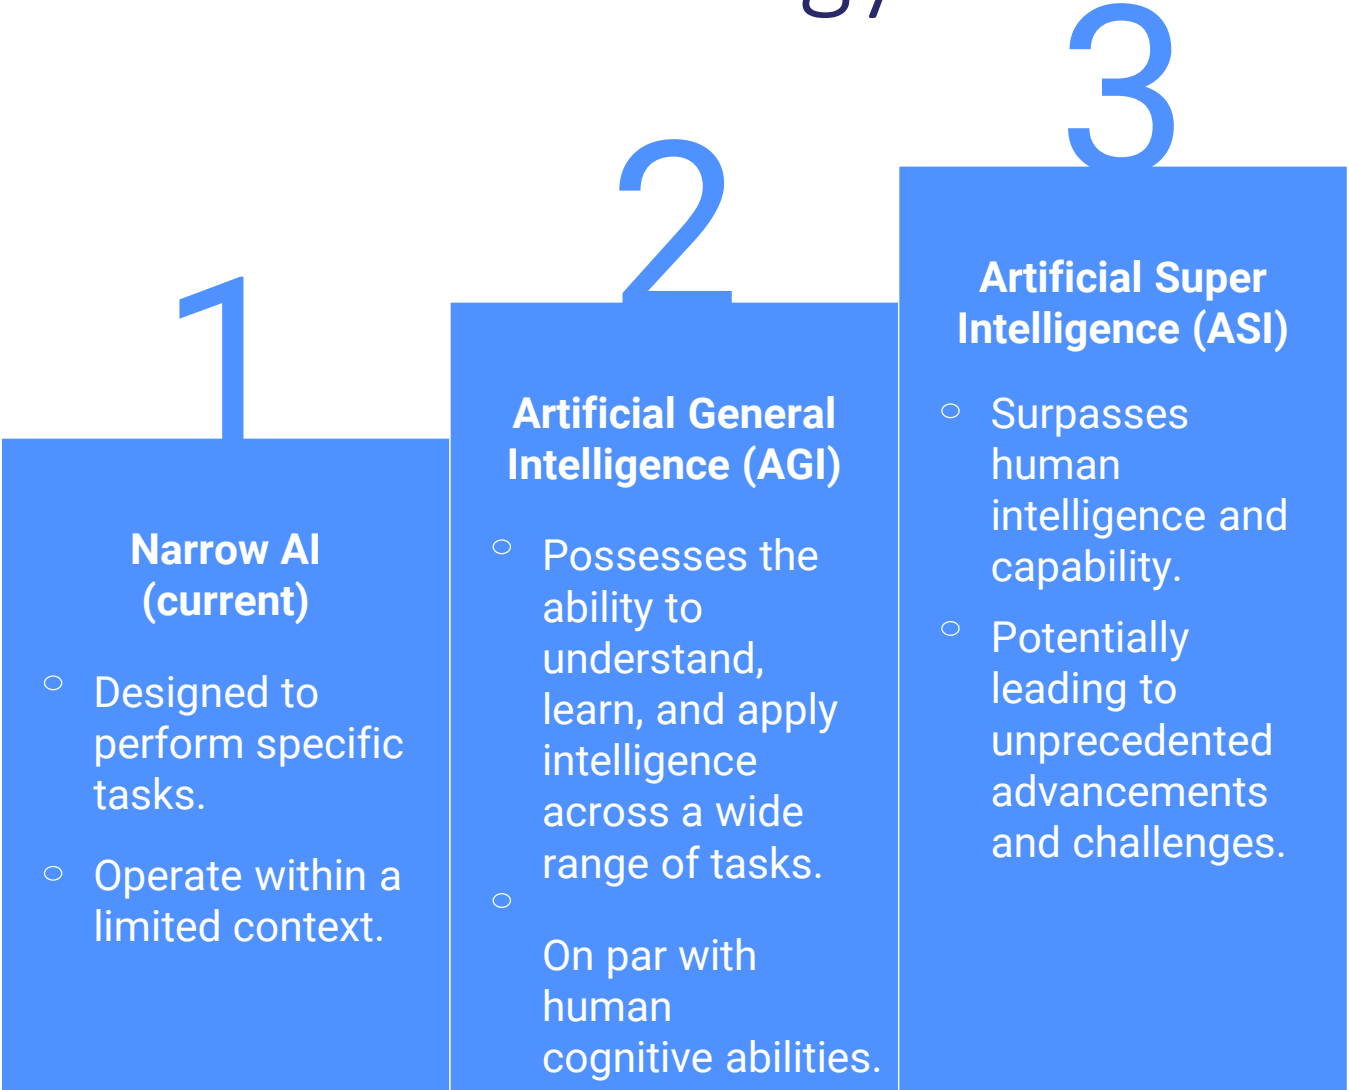 1
Narrow AI
(current)
Designed to
perform specific
tasks.
Operate within a
limited context.
2
Artificial General
Intelligence (AGI)
Possesses the
ability to
understand,
learn, and apply
intelligence
across a wide
range of tasks.
On par with
human
cognitive abilities.
3
Artificial Super
Intelligence (ASI)
Surpasses
human
intelligence and
capability.
Potentially
leading to
unprecedented
advancements
and challenges.